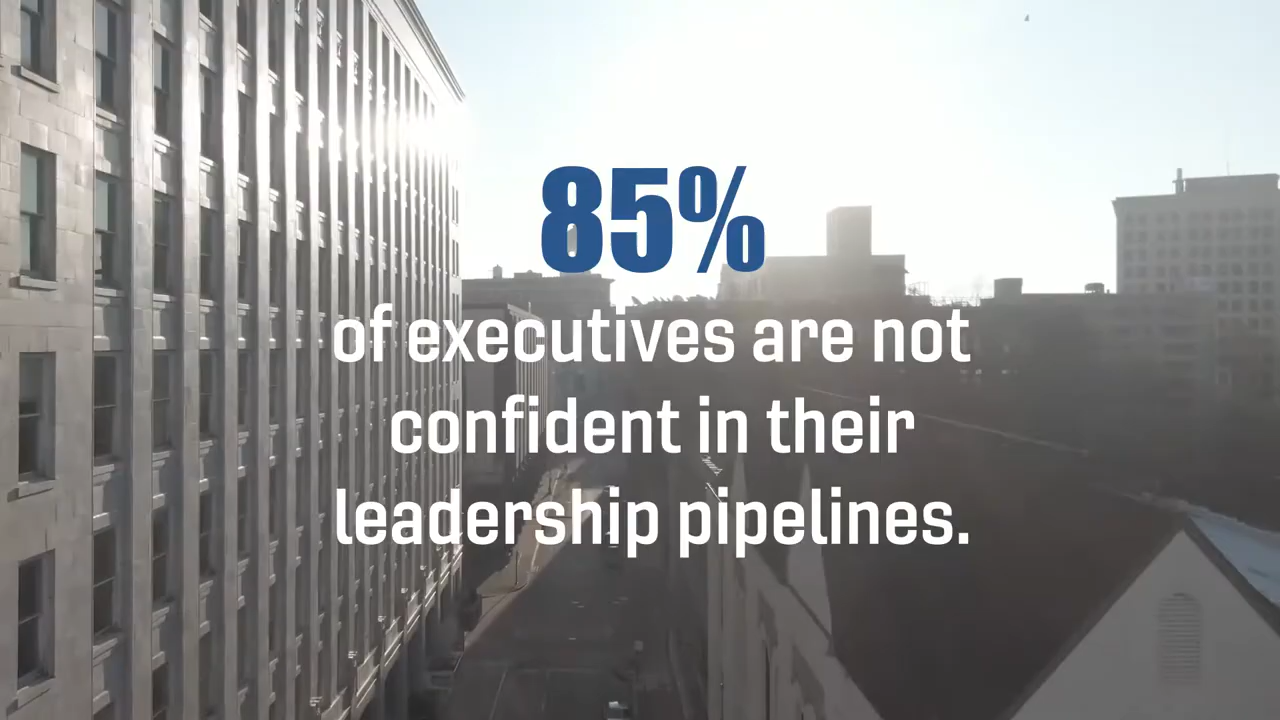 85%
of executives are not
confident in their
leadership pipelines.